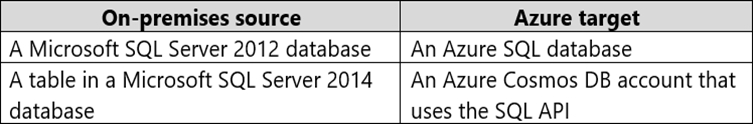 On-premises source
Azure target
A Microsoft SQL Server 2012 database
An Azure SQL database
A table in a Microsoft SQL Server 2014
database
An Azure Cosmos DB account that
uses the SQL API